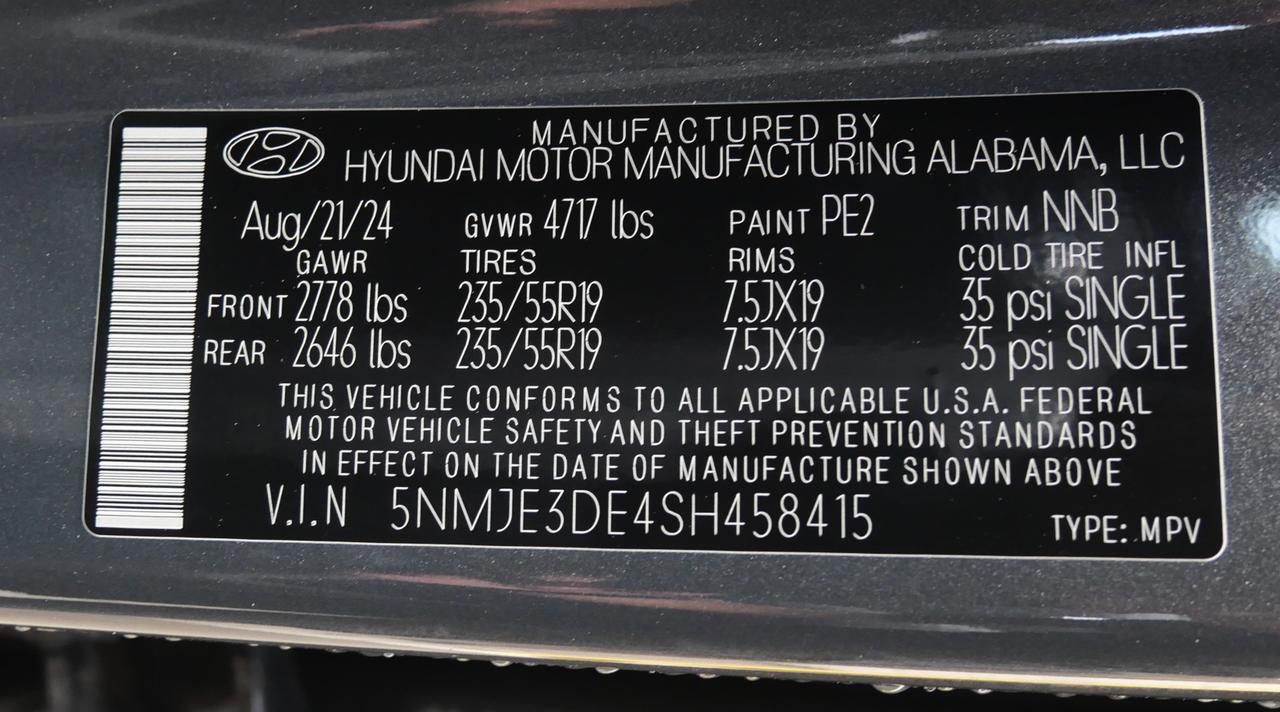 MANUFACTURED BY
HYUNDAI MOTOR MANUFACTURING ALABAMA, LLC
Aug/21/24 GVWR 4717 lbs PAINT PE2 TRIM NNB
GAWR TIRES RIMS COLD TIRE INFL
FRONT 2778 lbs 235/55R19 7.5JX19 35 psi SINGLE
REAR 2646 lbs 235/55R19 7.5JX19 35 psi SINGLE
THIS VEHICLE CONFORMS TO ALL APPLICABLE U.S.A. FEDERAL
MOTOR VEHICLE SAFETY AND THEFT PREVENTION STANDARDS
IN EFFECT ON THE DATE OF MANUFACTURE SHOWN ABOVE
V.I.N 5NMJE3DE4SH458415 TYPE: MPV